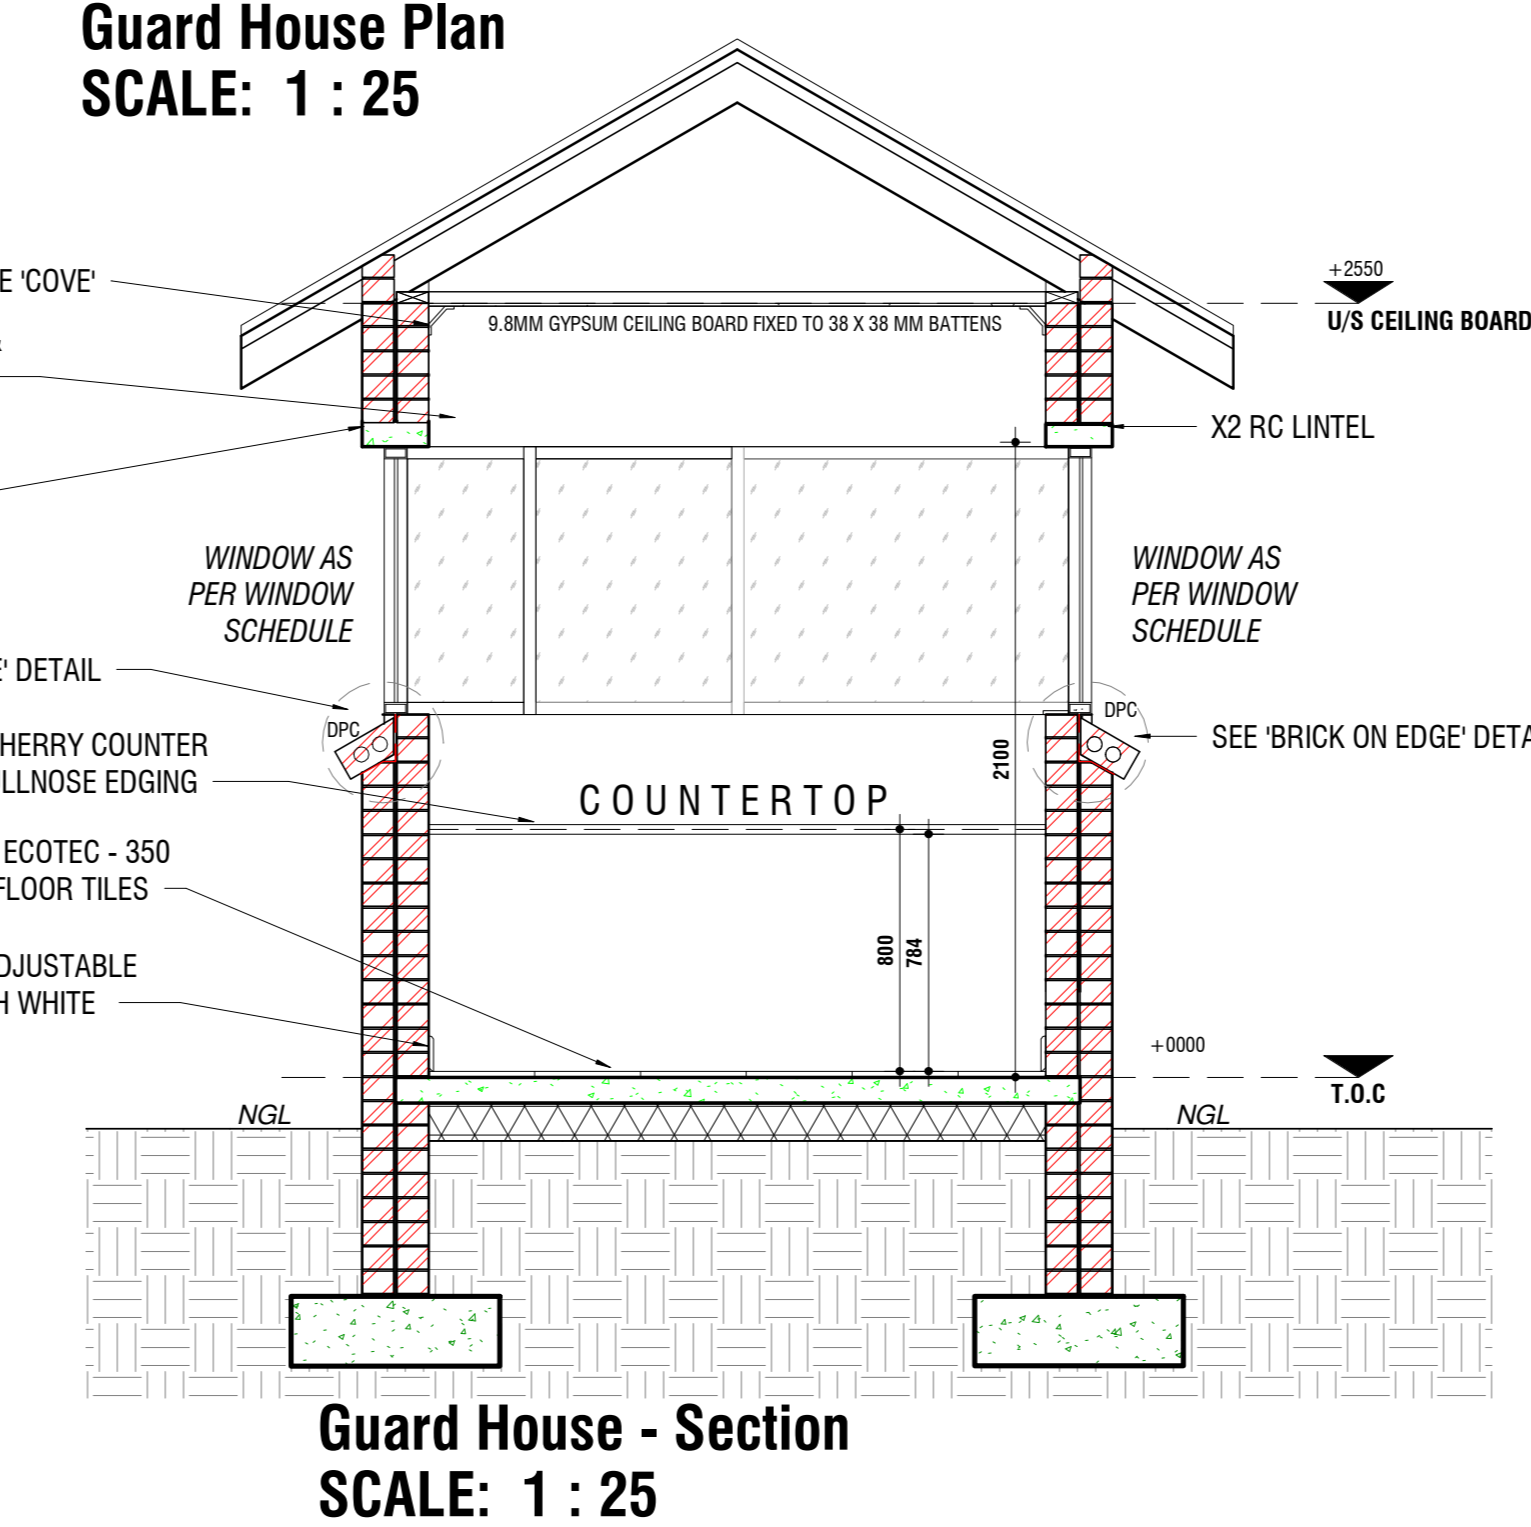 Guard House Plan
SCALE: 1 : 25
E 'COVE'
9.8MM GYPSUM CEILING BOARD FIXED TO 38 X 38 MM BATTENS
+2550
U/S CEILING BOARD
X2 RC LINTEL
WINDOW AS
PER WINDOW
SCHEDULE
WINDOW AS
PER WINDOW
SCHEDULE
' DETAIL
DPC
DPC
SEE 'BRICK ON EDGE' DETA
HERRY COUNTER
LLNOSE EDGING
COUNTERTOP
2100
ECOTEC - 350
FLOOR TILES
800
784
DJUSTABLE
H WHITE
+0000
T.O.C
NGL
NGL
Guard House - Section
SCALE: 1 : 25